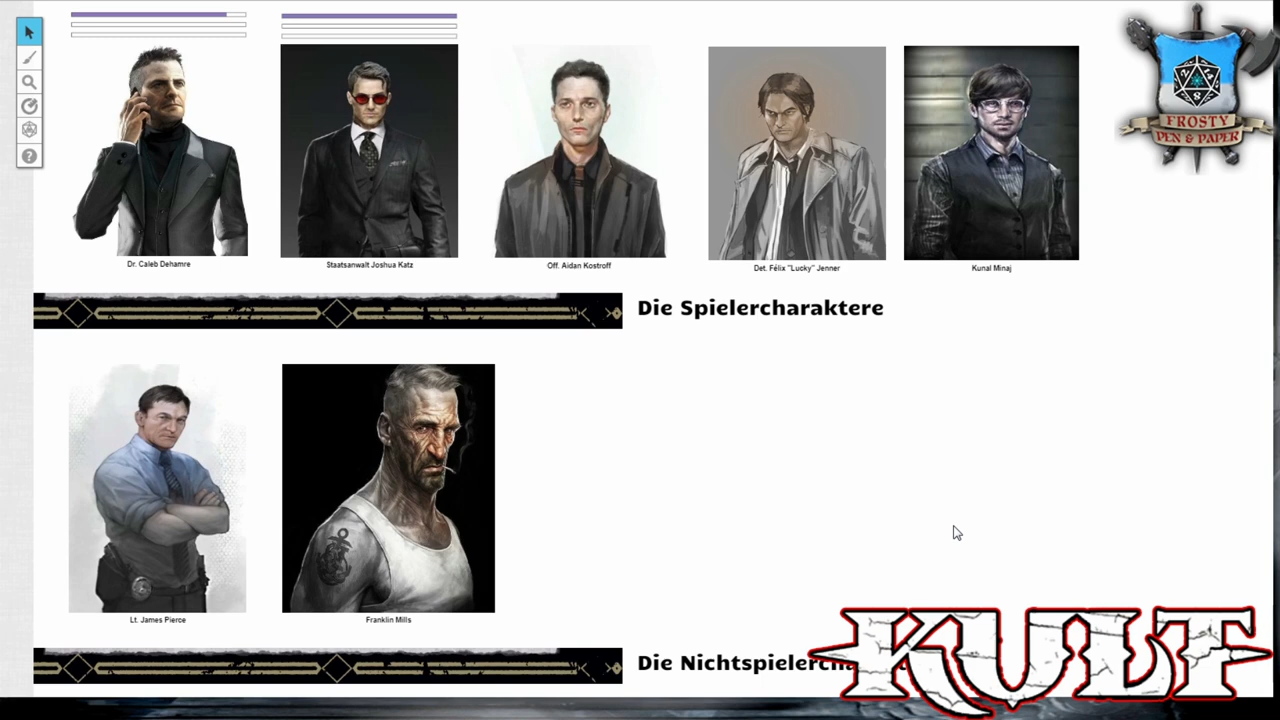 FROSTY
PEN & PAPER
Dr. Caleb Dehamre
Staatsanwalt Joshua Katz
Off. Aidan Kostroff
Det. Félix "Lucky" Jenner
Kunal Minaj
Die Spielercharaktere
Lt. James Pierce
Franklin Mills
Die
KULT